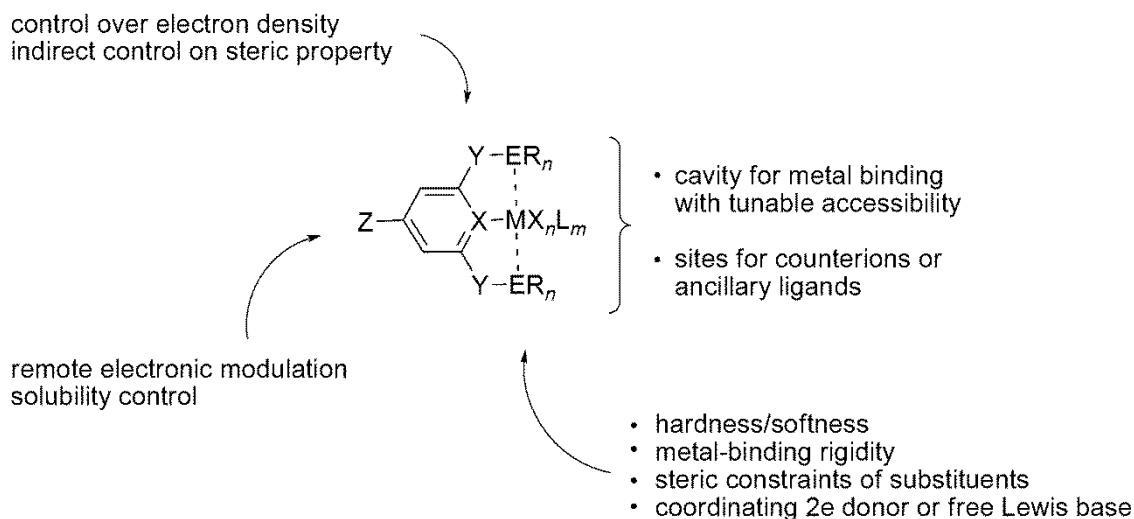 control over electron density
indirect control on steric property
Y–ERn
Z
X–MXnLm
Y–ERn
• cavity for metal binding
with tunable accessibility
• sites for counterions or
ancillary ligands
remote electronic modulation
solubility control
• hardness/softness
• metal-binding rigidity
• steric constraints of substituents
• coordinating 2e donor or free Lewis base